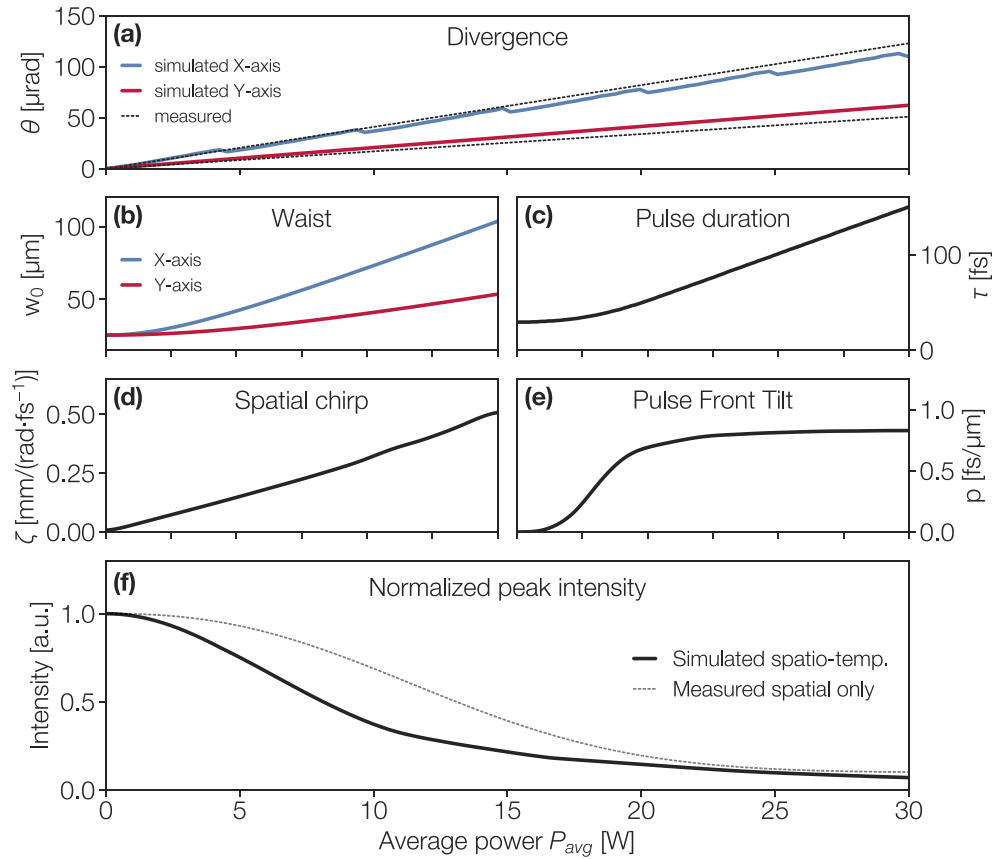 (a) Divergence
θ [µrad]
150
100
50
0
simulated X-axis
simulated Y-axis
measured
(b) Waist
w₀ [µm]
100
50
X-axis
Y-axis
(c) Pulse duration
100
0
τ [fs]
(d) Spatial chirp
ζ [mm/(rad·fs⁻¹)]
0.50
0.25
0.00
(e) Pulse Front Tilt
1.0
0.5
0.0
p [fs/µm]
(f) Normalized peak intensity
Intensity [a.u.]
1.0
0.5
0.0
Simulated spatio-temp.
Measured spatial only
0 5 10 15 20 25 30
Average power P_avg [W]